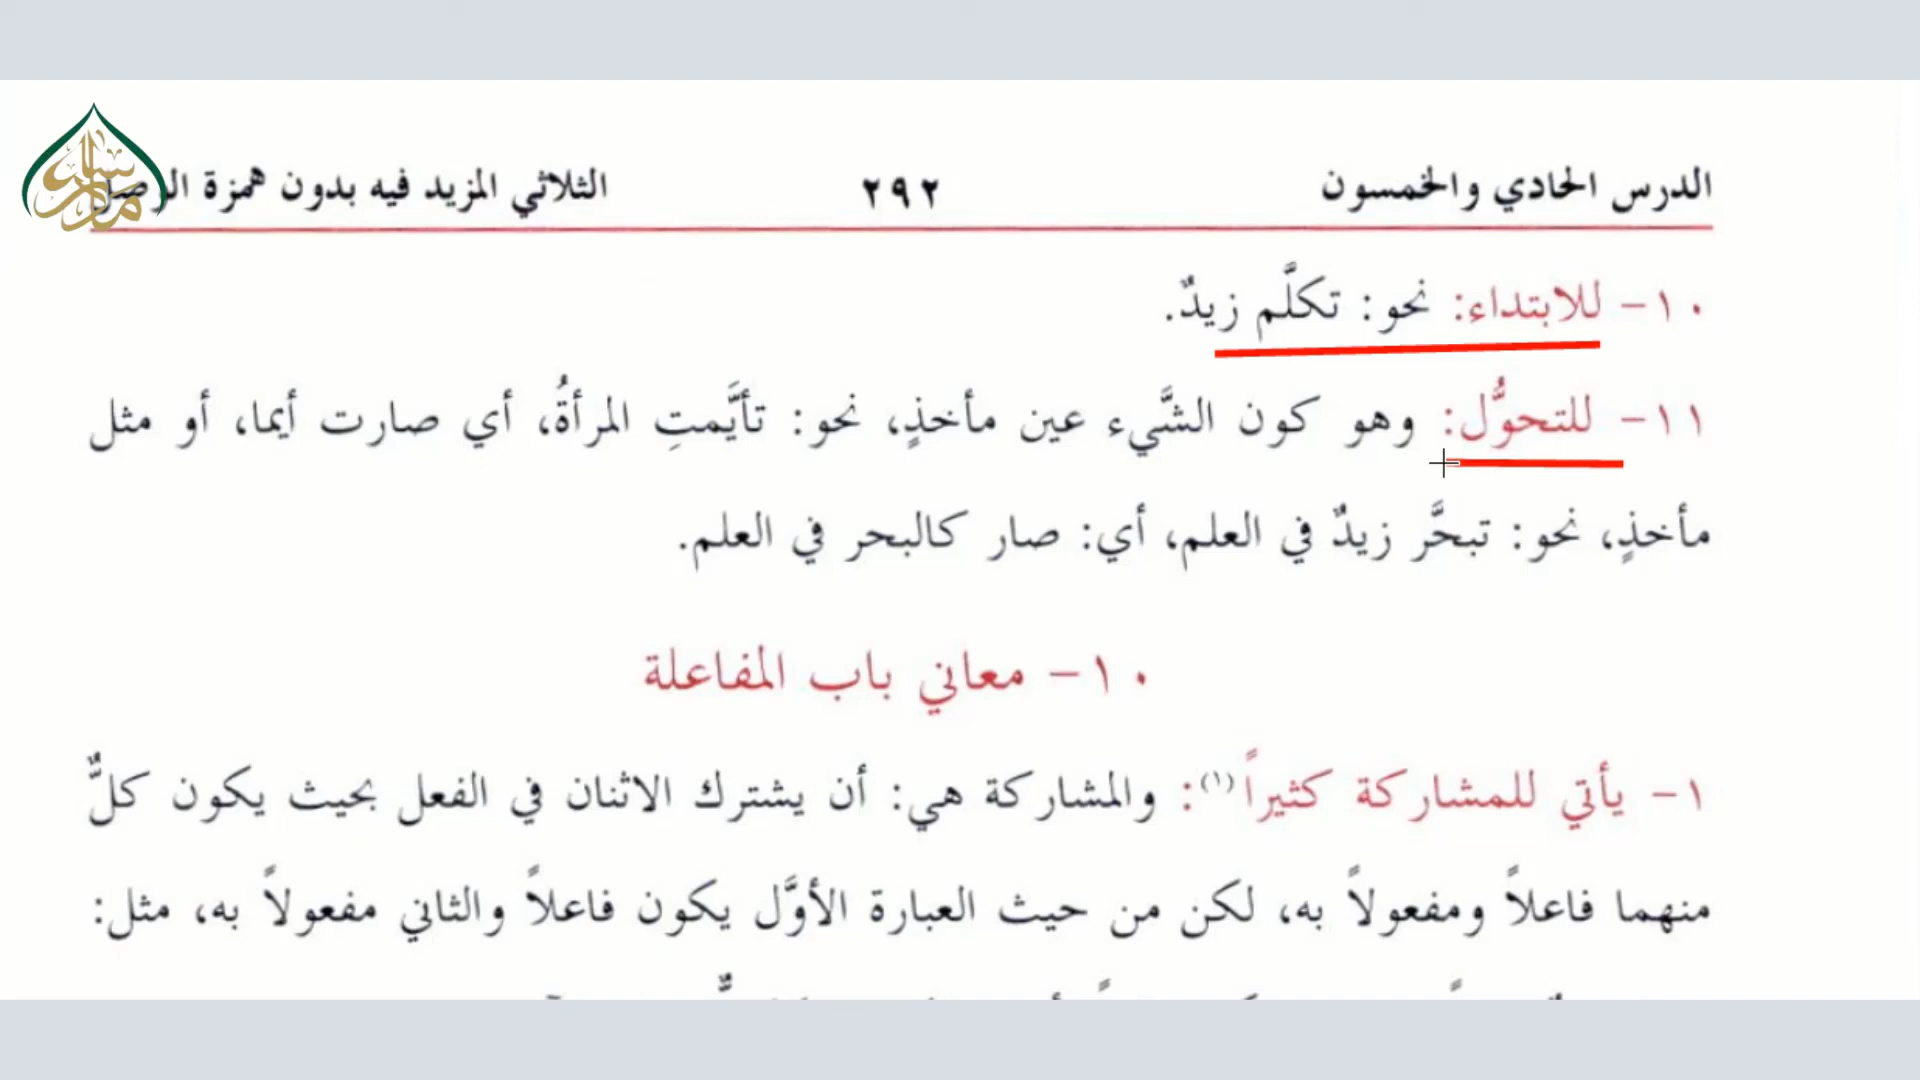 الدرس الحادي والخمسون ٢٩٢ الثلاثي المزيد فيه بدون همزة الوصل
١٠- للابتداء: نحو: تكلَّم زيدٌ.
١١- للتحوُّل: وهو كون الشَّيء عين مأخذٍ، نحو: تأيَّمتِ المرأةُ، أي صارت أيما، أو مثل
مأخذٍ، نحو: تبحَّر زيدٌ في العلم، أي: صار كالبحر في العلم.
١٠- معاني باب المفاعلة
١- يأتي للمشاركة كثيراً(١): والمشاركة هي: أن يشترك الاثنان في الفعل بحيث يكون كلٌّ
منهما فاعلاً ومفعولاً به، لكن من حيث العبارة الأوَّل يكون فاعلاً والثاني مفعولاً به، مثل: